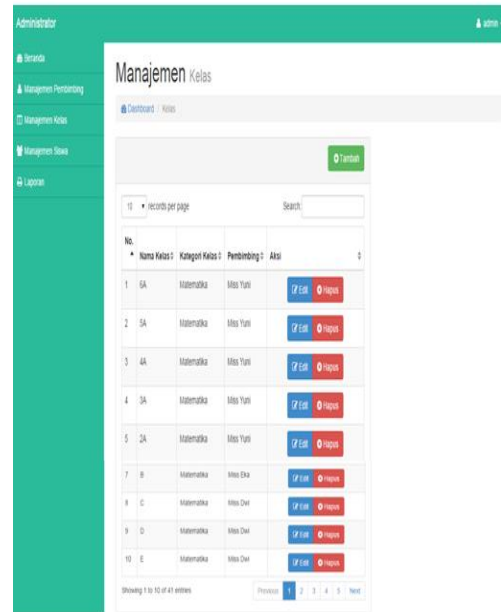 Administrator admin
Beranda
Manajemen Pembimbing
Manajemen Kelas
Manajemen Siswa
Laporan
Manajemen Kelas
Dashboard / Kelas
Tambah
10 records per page Search:
No. Nama Kelas Kategori Kelas Pembimbing Aksi
1 6A Matematika Miss Yuni Edit Hapus
2 5A Matematika Miss Yuni Edit Hapus
3 4A Matematika Miss Yuni Edit Hapus
4 3A Matematika Miss Yuni Edit Hapus
5 2A Matematika Miss Yuni Edit Hapus
7 B Matematika Miss Eka Edit Hapus
8 C Matematika Miss Dwi Edit Hapus
9 D Matematika Miss Dwi Edit Hapus
10 E Matematika Miss Dwi Edit Hapus
Showing 1 to 10 of 41 entries Previous 1 2 3 4 5 Next